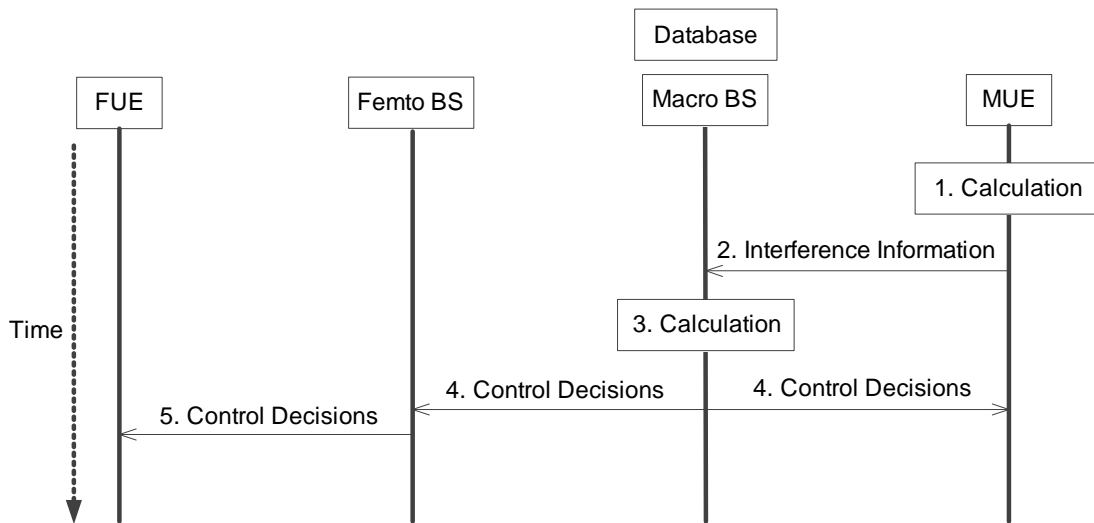 Database
FUE
Femto BS
Macro BS
MUE
1. Calculation
2. Interference Information
3. Calculation
Time
4. Control Decisions
4. Control Decisions
5. Control Decisions